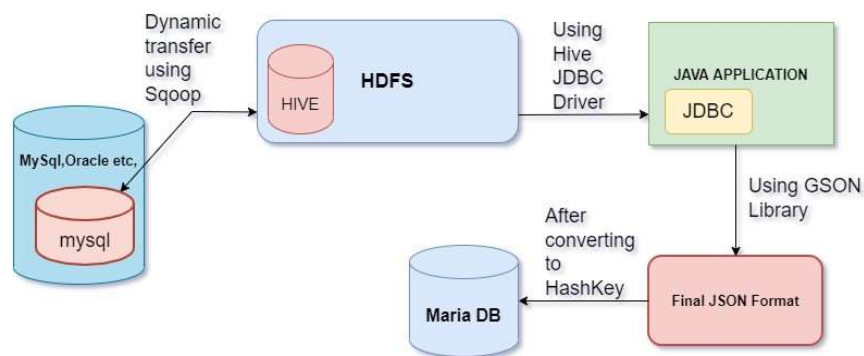 Dynamic
transfer
using
Sqoop
MySql,Oracle etc,
mysql
HIVE
HDFS
Using
Hive
JDBC
Driver
JAVA APPLICATION
JDBC
Using GSON
Library
Final JSON Format
After
converting
to
HashKey
Maria DB